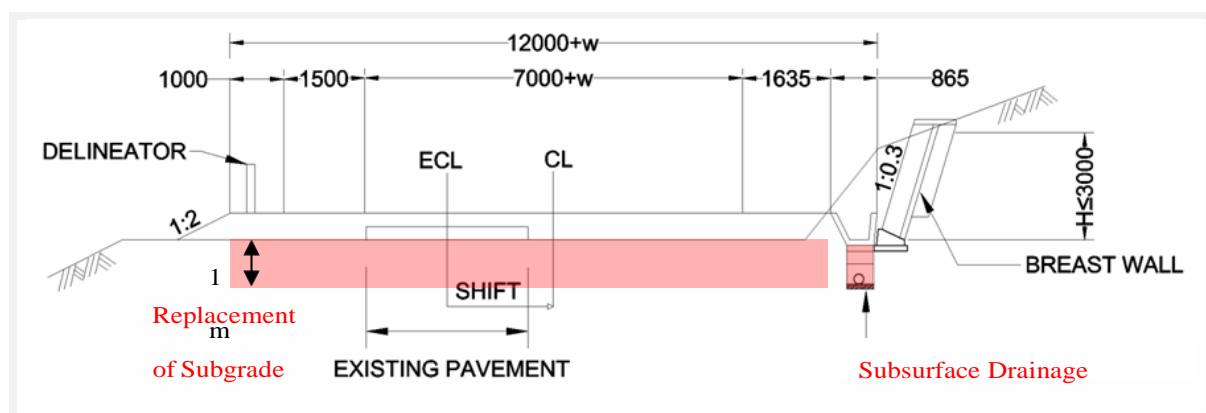 12000+w
1000
1500
7000+w
1635
865
DELINEATOR
ECL
CL
1:0.3
H≤3000
1:2
BREAST WALL
1
m
SHIFT
Replacement
of Subgrade
EXISTING PAVEMENT
Subsurface Drainage